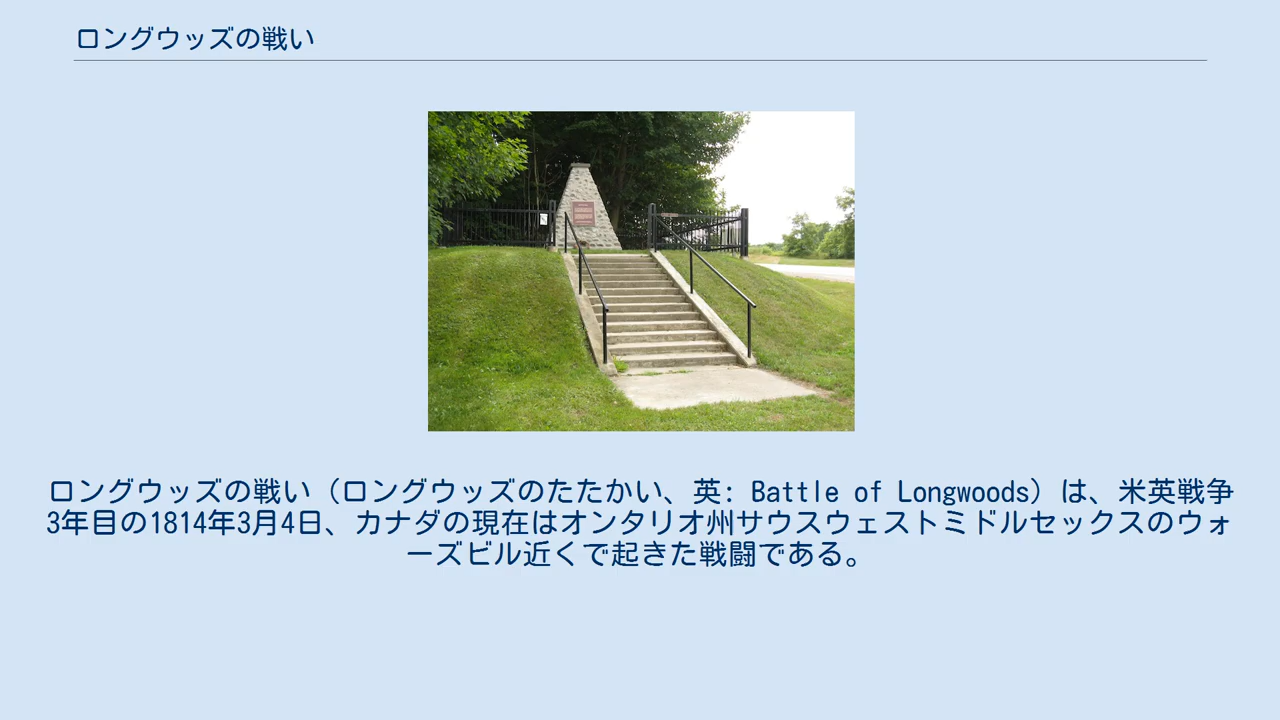 ロングウッズの戦い
ロングウッズの戦い（ロングウッズのたたかい、英: Battle of Longwoods）は、米英戦争
3年目の1814年3月4日、カナダの現在はオンタリオ州サウスウェストミドルセックスのウォ
ーズビル近くで起きた戦闘である。